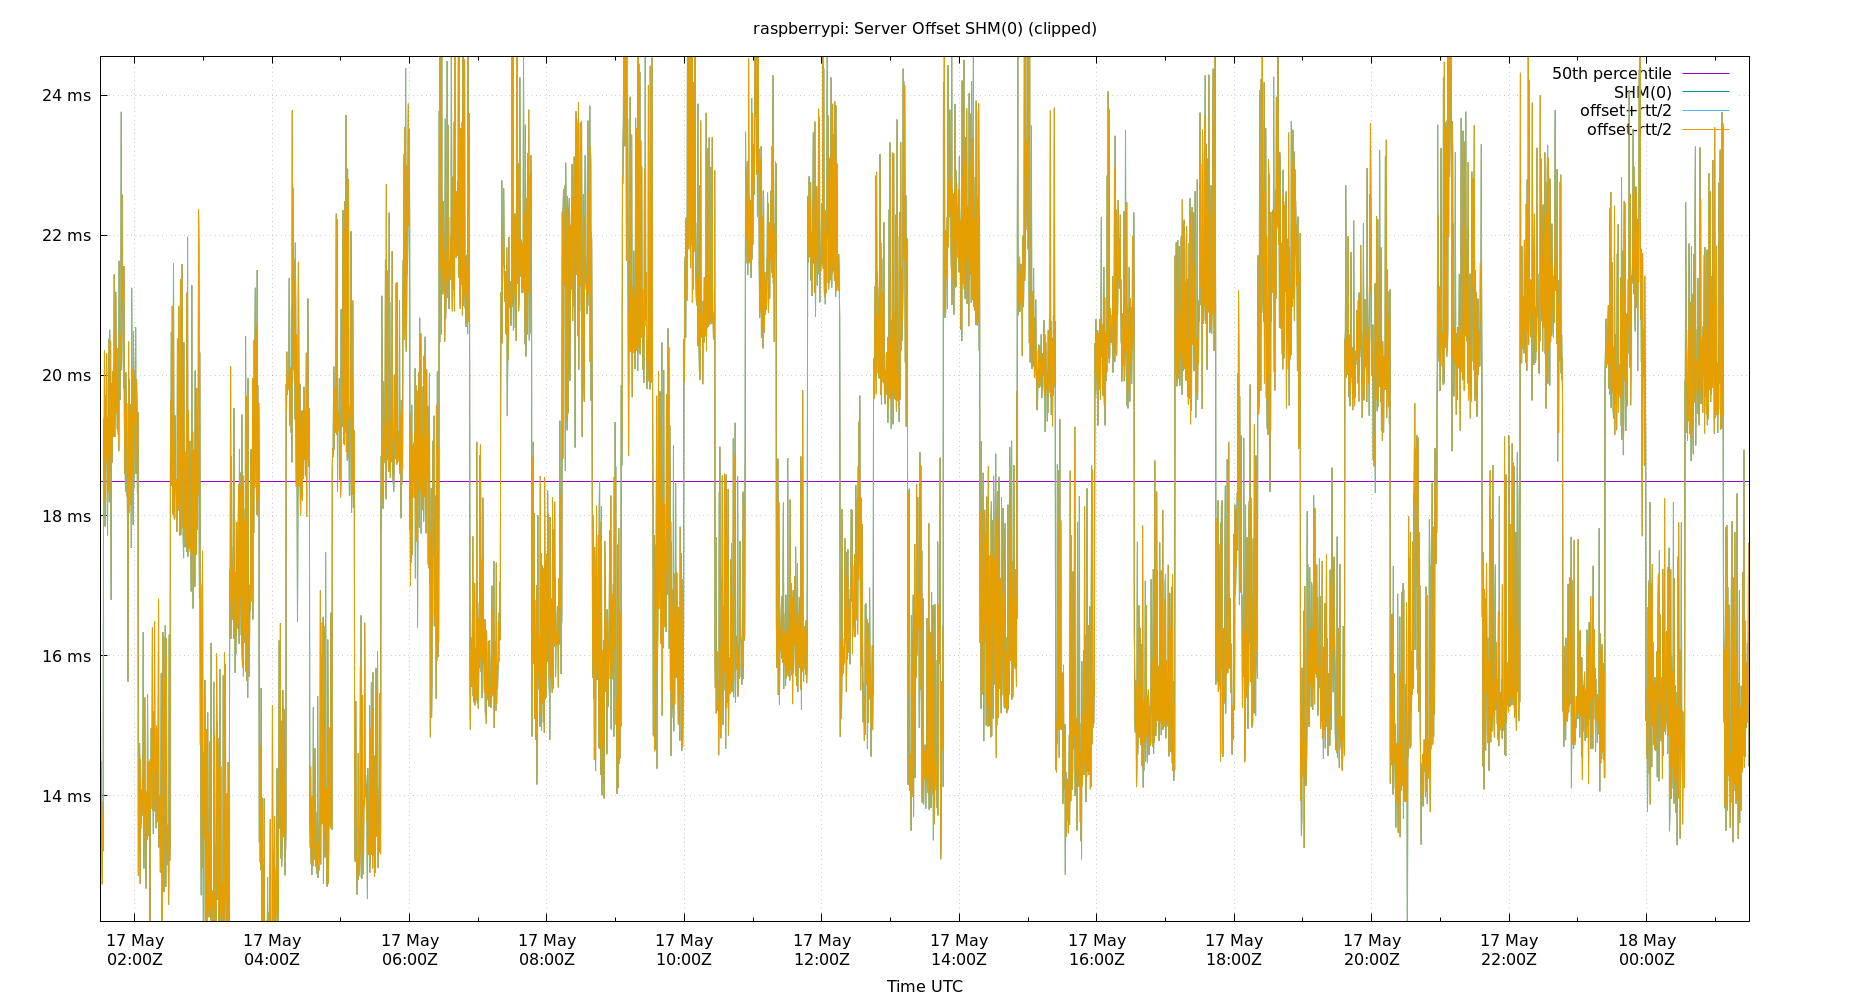 raspberrypi: Server Offset SHM(0) (clipped)
50th percentile
SHM(0)
offset+rtt/2
offset-rtt/2
24 ms
22 ms
20 ms
18 ms
16 ms
14 ms
17 May 17 May 17 May 17 May 17 May 17 May 17 May 17 May 17 May 17 May 17 May 18 May
02:00Z 04:00Z 06:00Z 08:00Z 10:00Z 12:00Z 14:00Z 16:00Z 18:00Z 20:00Z 22:00Z 00:00Z
Time UTC